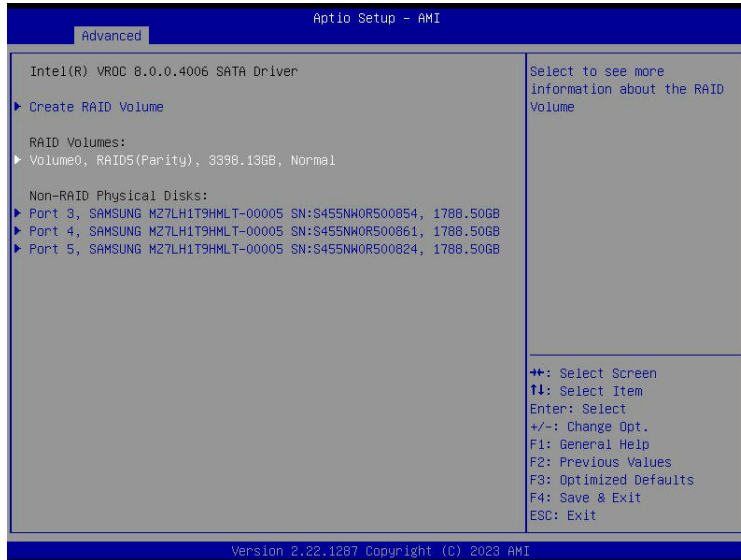 Aptio Setup - AMI
Advanced
Intel(R) VROC 8.0.0.4006 SATA Driver
Create RAID Volume
RAID Volumes:
Volume0, RAID5(Parity), 3398.13GB, Normal
Non-RAID Physical Disks:
Port 3, SAMSUNG MZ7LH1T9HMLT-00005 SN:S455NW0R500854, 1788.50GB
Port 4, SAMSUNG MZ7LH1T9HMLT-00005 SN:S455NW0R500861, 1788.50GB
Port 5, SAMSUNG MZ7LH1T9HMLT-00005 SN:S455NW0R500824, 1788.50GB
Select to see more
information about the RAID
Volume
→←: Select Screen
↑↓: Select Item
Enter: Select
+/-: Change Opt.
F1: General Help
F2: Previous Values
F3: Optimized Defaults
F4: Save & Exit
ESC: Exit
Version 2.22.1287 Copyright (C) 2023 AMI